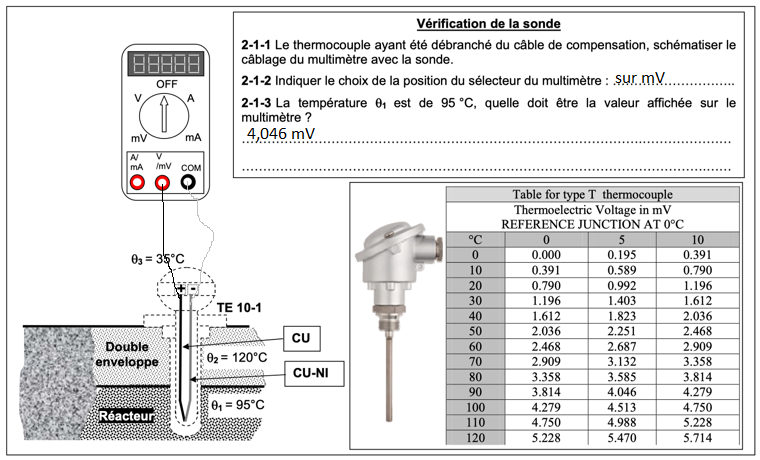 Vérification de la sonde
2-1-1 Le thermocouple ayant été débranché du câble de compensation, schématiser le
câblage du multimètre avec la sonde.
2-1-2 Indiquer le choix de la position du sélecteur du multimètre : sur mV
2-1-3 La température θ1 est de 95 °C, quelle doit être la valeur affichée sur le
multimètre ?
4,046 mV
OFF
V A
mV mA
A/ V
mA /mV COM
θ3 = 35°C
+ -
TE 10-1
CU
Double
enveloppe
θ2 = 120°C
CU-NI
Réacteur
θ1 = 95°C
Table for type T thermocouple
Thermoelectric Voltage in mV
REFERENCE JUNCTION AT 0°C
°C 0 5 10
0 0.000 0.195 0.391
10 0.391 0.589 0.790
20 0.790 0.992 1.196
30 1.196 1.403 1.612
40 1.612 1.823 2.036
50 2.036 2.251 2.468
60 2.468 2.687 2.909
70 2.909 3.132 3.358
80 3.358 3.585 3.814
90 3.814 4.046 4.279
100 4.279 4.513 4.750
110 4.750 4.988 5.228
120 5.228 5.470 5.714